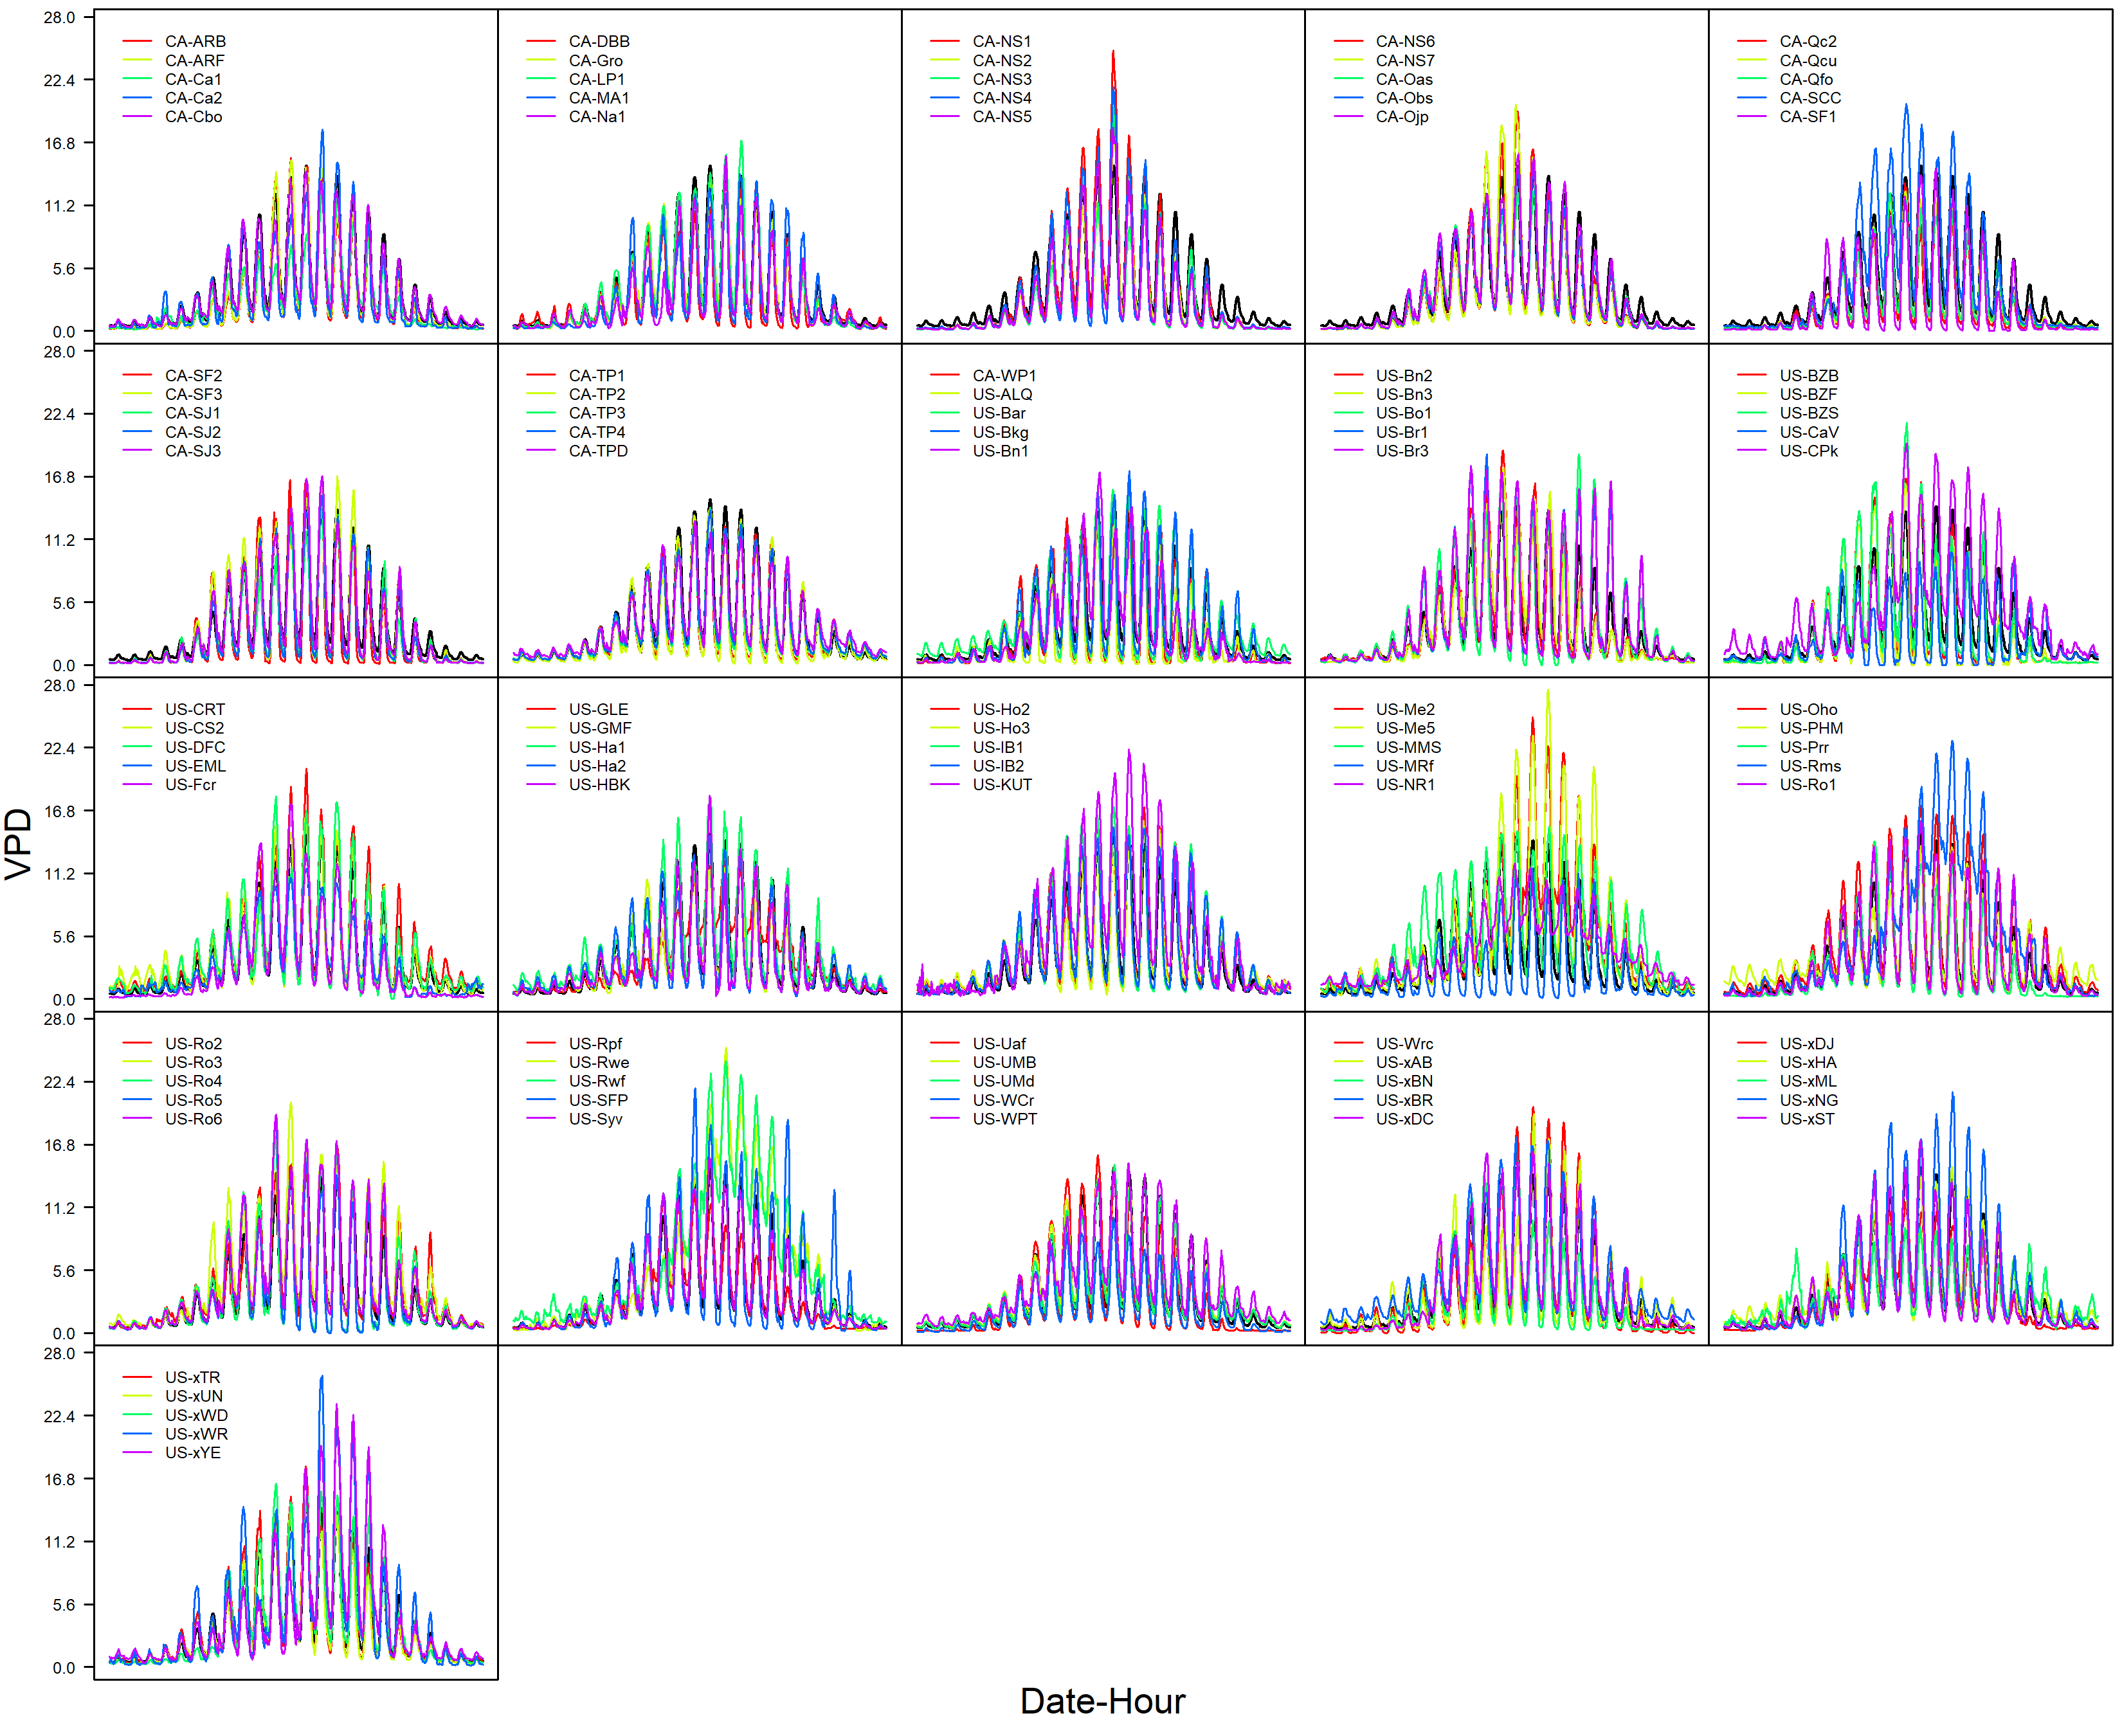 28.0
22.4
16.8
11.2
5.6
0.0
CA-ARB
CA-ARF
CA-Ca1
CA-Ca2
CA-Cbo
CA-DBB
CA-Gro
CA-LP1
CA-MA1
CA-Na1
CA-NS1
CA-NS2
CA-NS3
CA-NS4
CA-NS5
CA-NS6
CA-NS7
CA-Oas
CA-Obs
CA-Ojp
CA-Qc2
CA-Qcu
CA-Qfo
CA-SCC
CA-SF1
28.0
22.4
16.8
11.2
5.6
0.0
CA-SF2
CA-SF3
CA-SJ1
CA-SJ2
CA-SJ3
CA-TP1
CA-TP2
CA-TP3
CA-TP4
CA-TPD
CA-WP1
US-ALQ
US-Bar
US-Bkg
US-Bn1
US-Bn2
US-Bn3
US-Bo1
US-Br1
US-Br3
US-BZB
US-BZF
US-BZS
US-CaV
US-CPk
28.0
22.4
16.8
11.2
5.6
0.0
US-CRT
US-CS2
US-DFC
US-EML
US-Fcr
US-GLE
US-GMF
US-Ha1
US-Ha2
US-HBK
US-Ho2
US-Ho3
US-IB1
US-IB2
US-KUT
US-Me2
US-Me5
US-MMS
US-MRf
US-NR1
US-Oho
US-PHM
US-Prr
US-Rms
US-Ro1
28.0
22.4
16.8
11.2
5.6
0.0
US-Ro2
US-Ro3
US-Ro4
US-Ro5
US-Ro6
US-Rpf
US-Rwe
US-Rwf
US-SFP
US-Syv
US-Uaf
US-UMB
US-UMd
US-WCr
US-WPT
US-Wrc
US-xAB
US-xBN
US-xBR
US-xDC
US-xDJ
US-xHA
US-xML
US-xNG
US-xST
28.0
22.4
16.8
11.2
5.6
0.0
US-xTR
US-xUN
US-xWD
US-xWR
US-xYE
VPD
Date-Hour